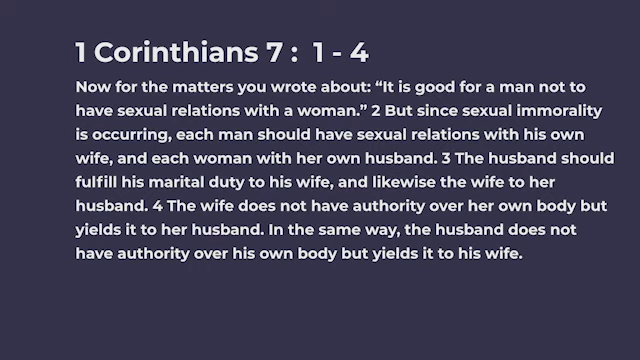 1 Corinthians 7 :  1 - 4
Now for the matters you wrote about: “It is good for a man not to
have sexual relations with a woman.” 2 But since sexual immorality
is occurring, each man should have sexual relations with his own
wife, and each woman with her own husband. 3 The husband should
fulfill his marital duty to his wife, and likewise the wife to her
husband. 4 The wife does not have authority over her own body but
yields it to her husband. In the same way, the husband does not
have authority over his own body but yields it to his wife.